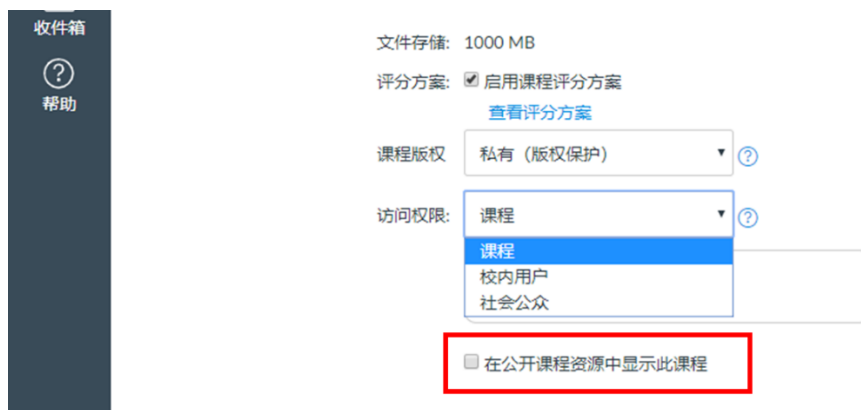 收件箱
帮助
文件存储: 1000 MB
评分方案: 启用课程评分方案
查看评分方案
课程版权 私有（版权保护）
访问权限: 课程
课程
校内用户
社会公众
在公开课程资源中显示此课程